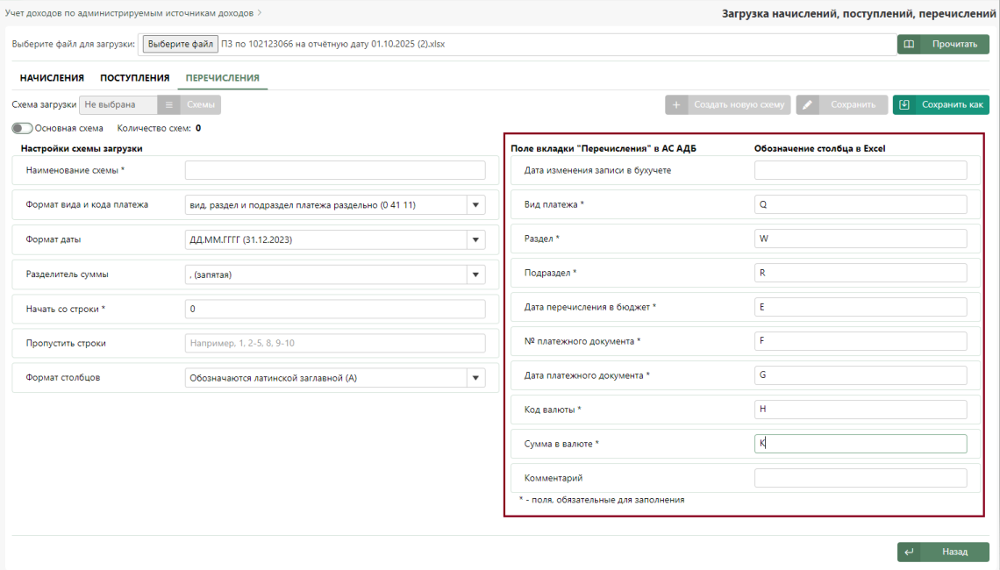 Учет доходов по администрируемым источникам доходов >
Загрузка начислений, поступлений, перечислений
Выберите файл для загрузки: Выберите файл ПЗ по 102123066 на отчётную дату 01.10.2025 (2).xlsx Прочитать
НАЧИСЛЕНИЯ ПОСТУПЛЕНИЯ ПЕРЕЧИСЛЕНИЯ
Схема загрузки Не выбрана Схемы + Создать новую схему Сохранить Сохранить как
Основная схема Количество схем: 0
Настройки схемы загрузки
Наименование схемы *
Формат вида и кода платежа вид, раздел и подраздел платежа раздельно (0 41 11)
Формат даты ДД.ММ.ГГГГ (31.12.2023)
Разделитель суммы , (запятая)
Начать со строки * 0
Пропустить строки Например, 1, 2-5, 8, 9-10
Формат столбцов Обозначаются латинской заглавной (A)
Поле вкладки "Перечисления" в АС АДБ Обозначение столбца в Excel
Дата изменения записи в бухучете
Вид платежа * Q
Раздел * W
Подраздел * R
Дата перечисления в бюджет * E
№ платежного документа * F
Дата платежного документа * G
Код валюты * H
Сумма в валюте * K
Комментарий
* - поля, обязательные для заполнения
Назад